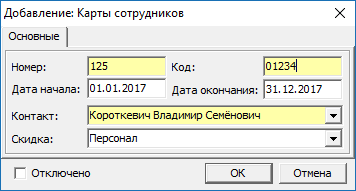 Добавление: Карты сотрудников
Основные
Номер: 125 Код: 01234
Дата начала: 01.01.2017 Дата окончания: 31.12.2017
Контакт: Короткевич Владимир Семёнович
Скидка: Персонал
Отключено OK Отмена